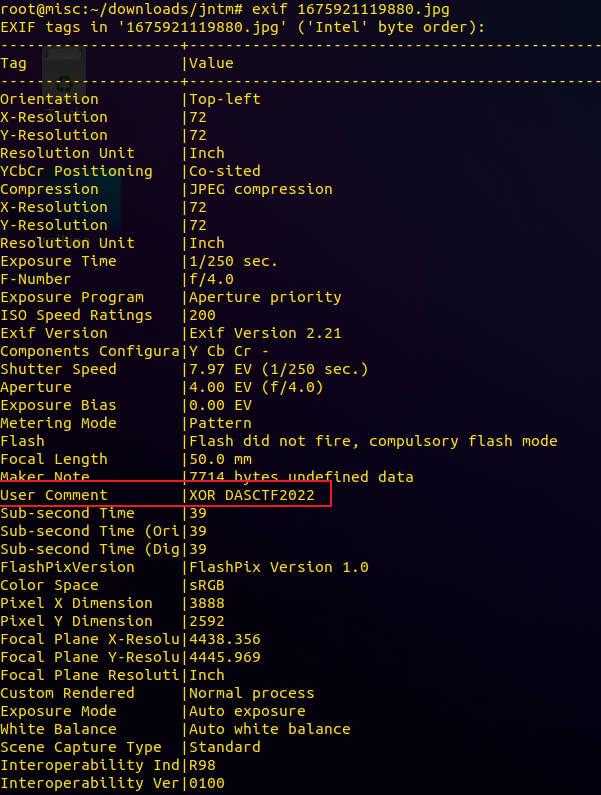 root@misc:~/downloads/jntm# exif 1675921119880.jpg
EXIF tags in '1675921119880.jpg' ('Intel' byte order):
--------------------+----------------------------------------------
Tag                 |Value
--------------------+----------------------------------------------
Orientation         |Top-left
X-Resolution        |72
Y-Resolution        |72
Resolution Unit     |Inch
YCbCr Positioning   |Co-sited
Compression         |JPEG compression
X-Resolution        |72
Y-Resolution        |72
Resolution Unit     |Inch
Exposure Time       |1/250 sec.
F-Number            |f/4.0
Exposure Program    |Aperture priority
ISO Speed Ratings   |200
Exif Version        |Exif Version 2.21
Components Configura|Y Cb Cr -
Shutter Speed       |7.97 EV (1/250 sec.)
Aperture            |4.00 EV (f/4.0)
Exposure Bias       |0.00 EV
Metering Mode       |Pattern
Flash               |Flash did not fire, compulsory flash mode
Focal Length        |50.0 mm
Maker Note          |7714 bytes undefined data
User Comment        |XOR DASCTF2022
Sub-second Time     |39
Sub-second Time (Ori|39
Sub-second Time (Dig|39
FlashPixVersion     |FlashPix Version 1.0
Color Space         |sRGB
Pixel X Dimension   |3888
Pixel Y Dimension   |2592
Focal Plane X-Resolu|4438.356
Focal Plane Y-Resolu|4445.969
Focal Plane Resoluti|Inch
Custom Rendered     |Normal process
Exposure Mode       |Auto exposure
White Balance       |Auto white balance
Scene Capture Type  |Standard
Interoperability Ind|R98
Interoperability Ver|0100